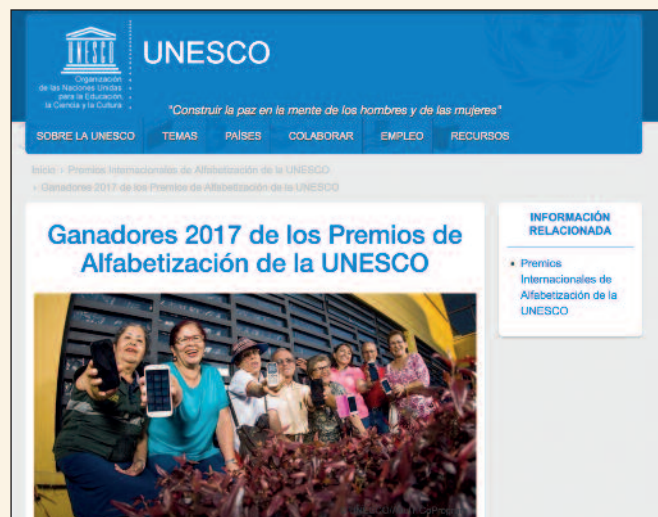 UNESCO
Organización
de las Naciones Unidas
para la Educación,
la Ciencia y la Cultura
UNESCO
"Construir la paz en la mente de los hombres y de las mujeres"
SOBRE LA UNESCO TEMAS PAÍSES COLABORAR EMPLEO RECURSOS
Inicio › Premios Internacionales de Alfabetización de la UNESCO
› Ganadores 2017 de los Premios de Alfabetización de la UNESCO
Ganadores 2017 de los Premios de
Alfabetización de la UNESCO
INFORMACIÓN
RELACIONADA
▪ Premios
Internacionales de
Alfabetización de la
UNESCO